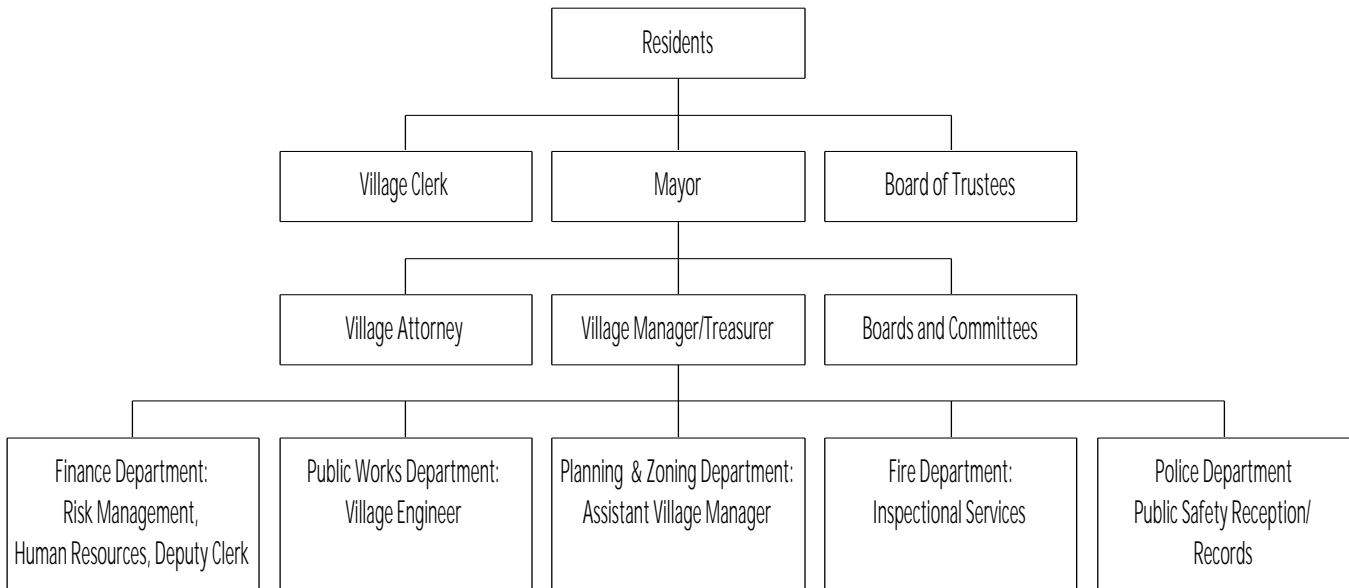 Residents
Village Clerk
Mayor
Board of Trustees
Village Attorney
Village Manager/Treasurer
Boards and Committees
Finance Department:
Risk Management,
Human Resources, Deputy Clerk
Public Works Department:
Village Engineer
Planning & Zoning Department:
Assistant Village Manager
Fire Department:
Inspectional Services
Police Department
Public Safety Reception/
Records